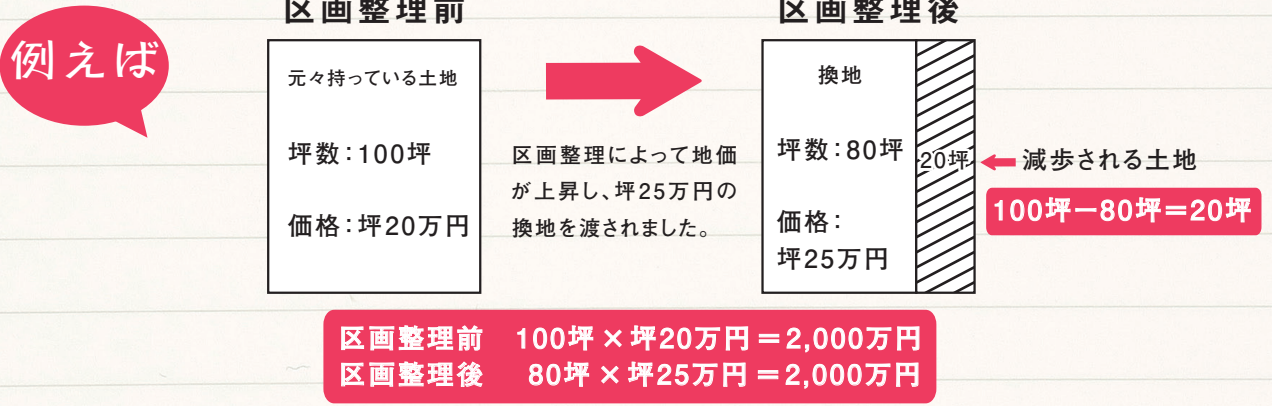 例えば
区画整理前
元々持っている土地
坪数:100坪
価格:坪20万円
区画整理によって地価
が上昇し、坪25万円の
換地を渡されました。
区画整理後
換地
坪数:80坪
価格:
坪25万円
20坪
減歩される土地
100坪−80坪=20坪
区画整理前 100坪×坪20万円=2,000万円
区画整理後 80坪×坪25万円=2,000万円